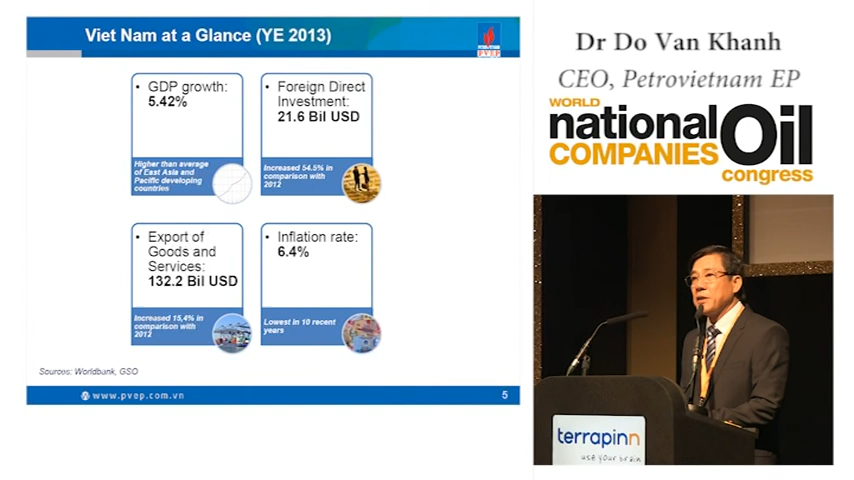 Viet Nam at a Glance (YE 2013)
PETROVIETNAM
PVEP
• GDP growth:
5.42%
Higher than average
of East Asia and
Pacific developing
countries
• Foreign Direct
Investment:
21.6 Bil USD
Increased 54.5% in
comparison with
2012
• Export of
Goods and
Services:
132.2 Bil USD
Increased 15,4% in
comparison with
2012
• Inflation rate:
6.4%
Lowest in 10 recent
years
Sources: Worldbank, GSO
www.pvep.com.vn
5
Dr Do Van Khanh
CEO, Petrovietnam EP
WORLD
national Oil
COMPANIES
congress
terrapinn
use your brain